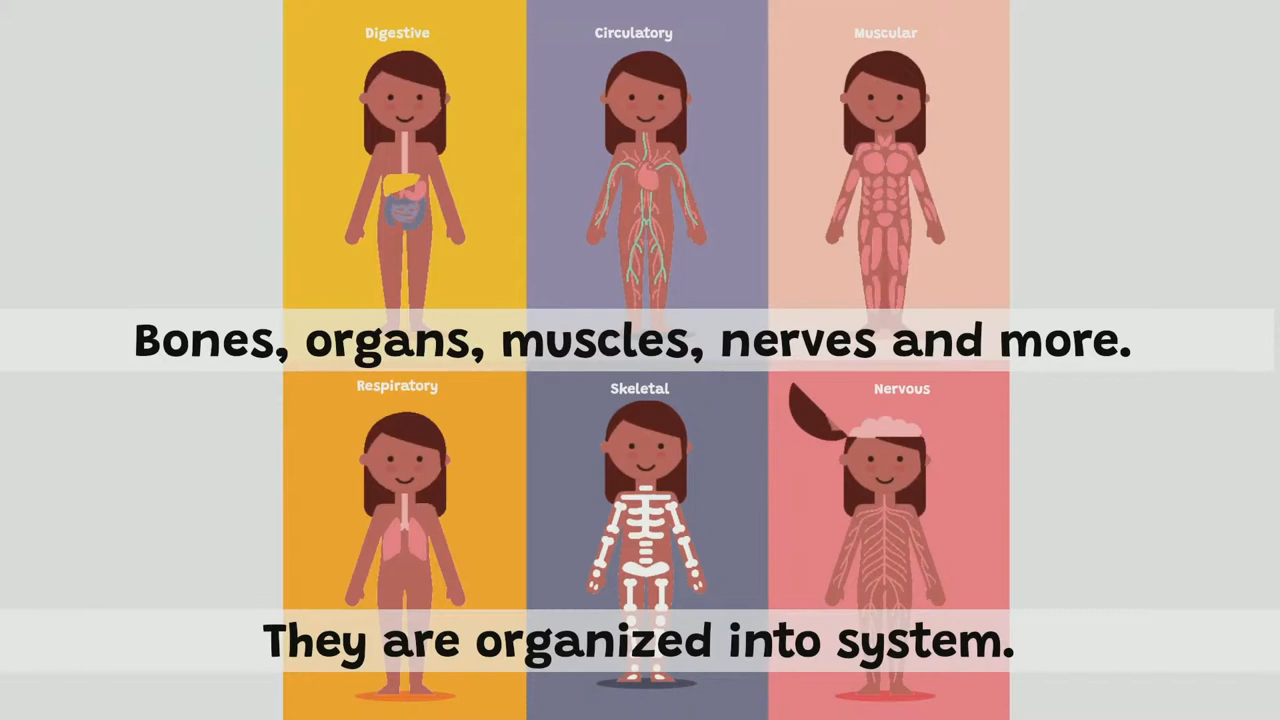 Digestive Circulatory Muscular
Bones, organs, muscles, nerves and more.
Respiratory Skeletal Nervous
They are organized into system.